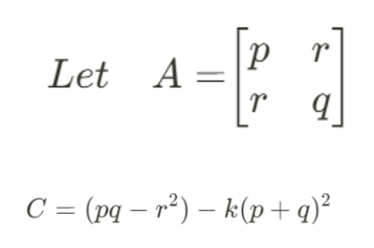 Let A = [p r
r q]
C = (pq − r²) − k(p + q)²